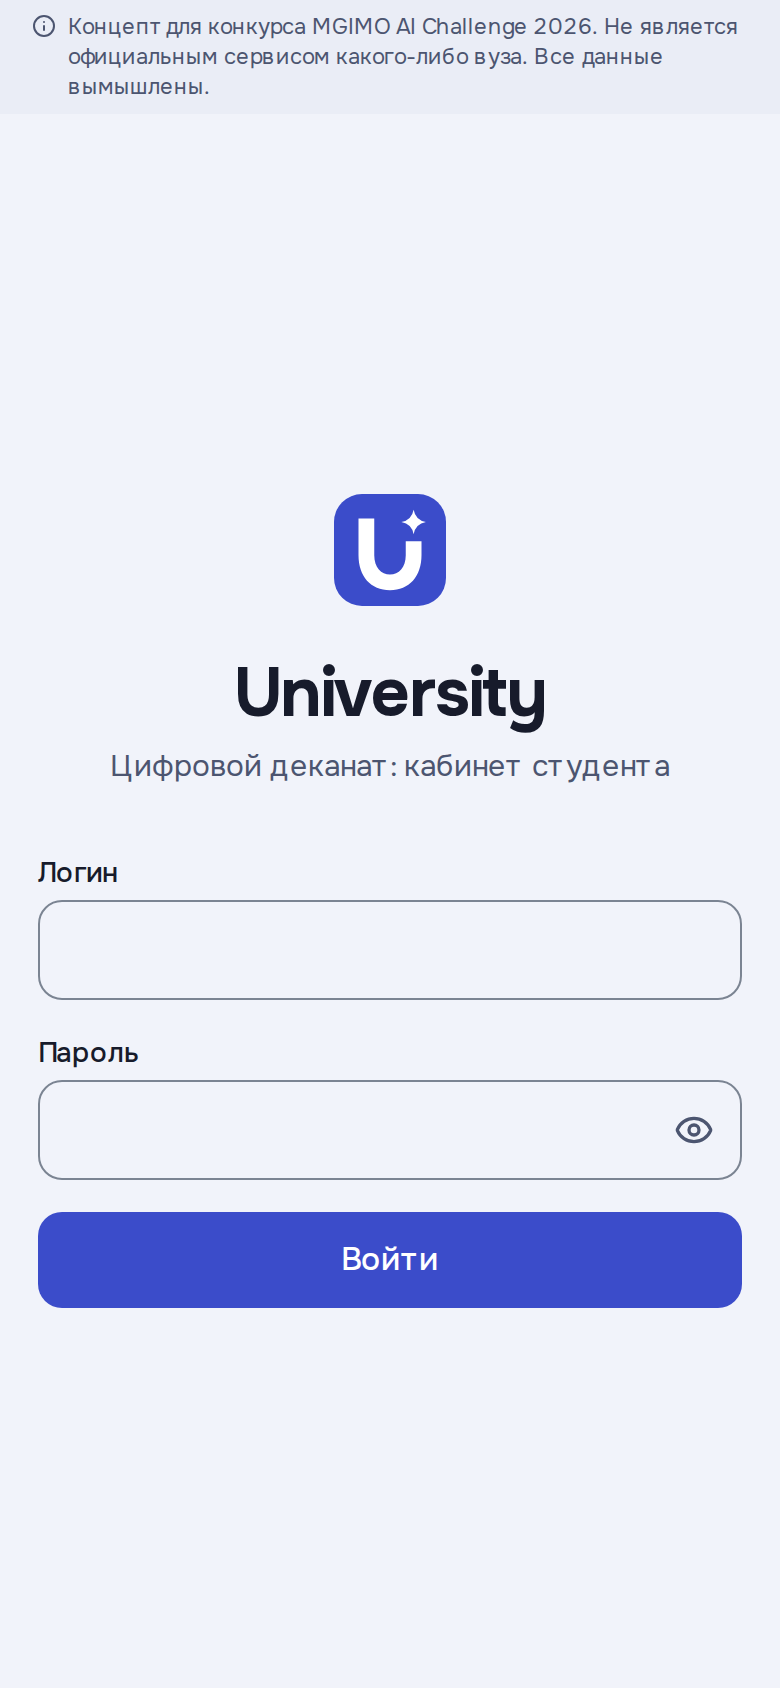 Концепт для конкурса MGIMO AI Challenge 2026. Не является
официальным сервисом какого-либо вуза. Все данные
вымышлены.
U
University
Цифровой деканат: кабинет студента
Логин
Пароль
Войти